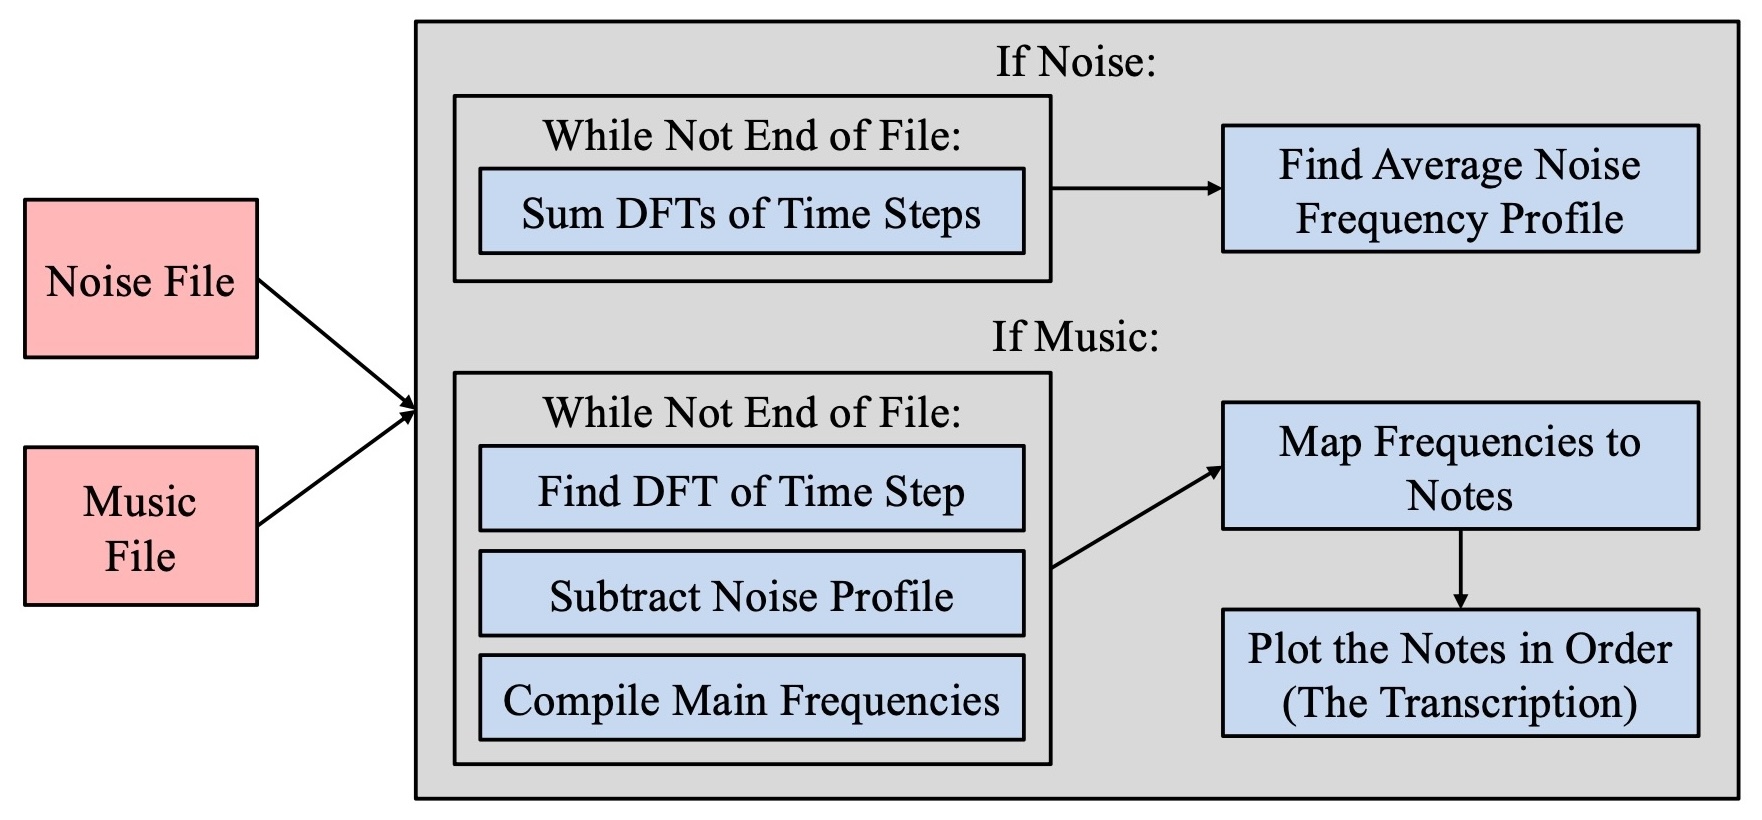 Noise File
Music
File
If Noise:
While Not End of File:
Sum DFTs of Time Steps
Find Average Noise
Frequency Profile
If Music:
While Not End of File:
Find DFT of Time Step
Subtract Noise Profile
Compile Main Frequencies
Map Frequencies to
Notes
Plot the Notes in Order
(The Transcription)